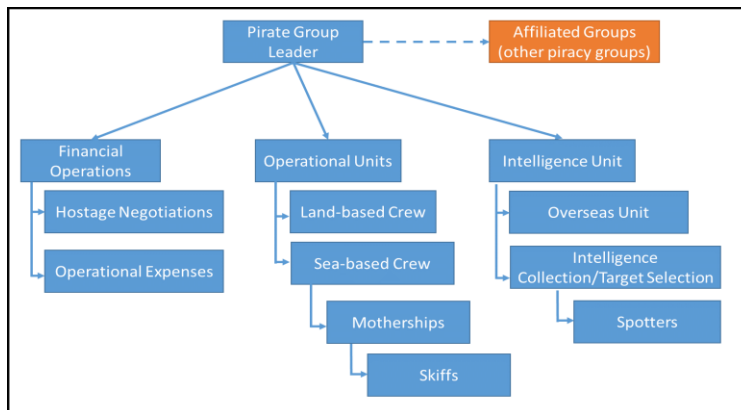 Pirate Group
Leader
Affiliated Groups
(other piracy groups)
Financial
Operations
Operational Units
Intelligence Unit
Hostage Negotiations
Land-based Crew
Overseas Unit
Operational Expenses
Sea-based Crew
Intelligence
Collection/Target Selection
Motherships
Spotters
Skiffs